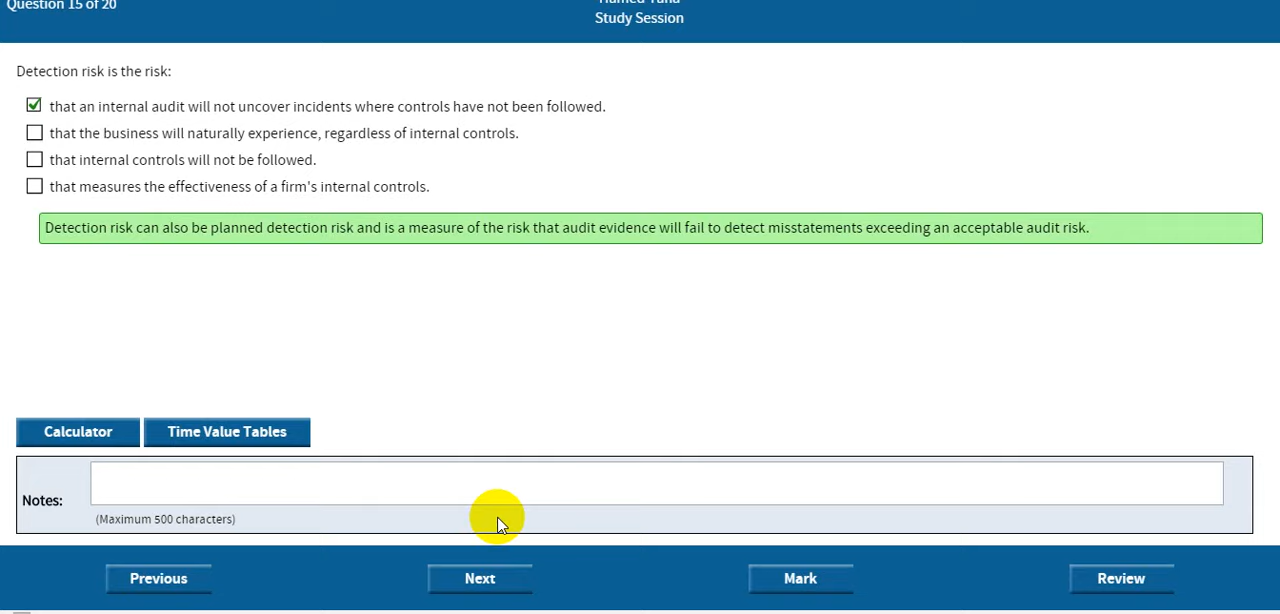 Question 15 of 20
Study Session
Detection risk is the risk:
that an internal audit will not uncover incidents where controls have not been followed.
that the business will naturally experience, regardless of internal controls.
that internal controls will not be followed.
that measures the effectiveness of a firm's internal controls.
Detection risk can also be planned detection risk and is a measure of the risk that audit evidence will fail to detect misstatements exceeding an acceptable audit risk.
Calculator Time Value Tables
Notes:
(Maximum 500 characters)
Previous Next Mark Review